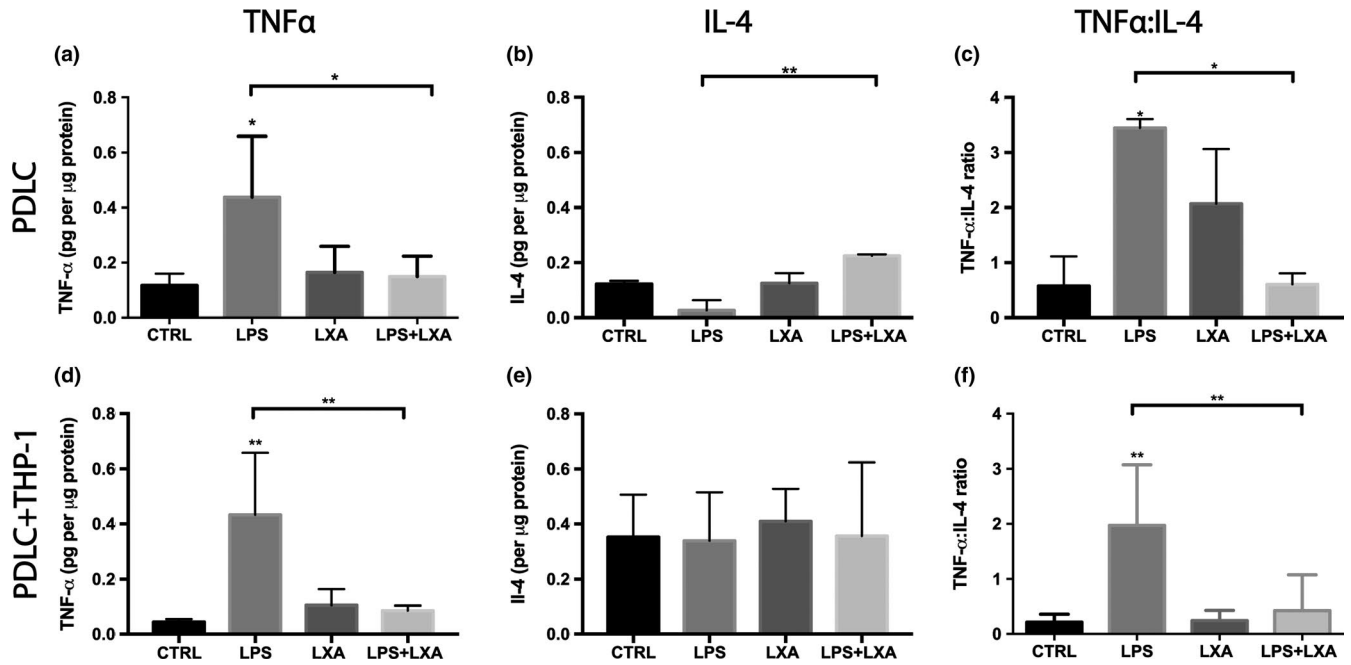 TNFα
IL-4
TNFα:IL-4
PDLC
(a)
*
*
TNF-α (pg per µg protein)
0.8
0.6
0.4
0.2
0.0
CTRL LPS LXA LPS+LXA
(b)
**
IL-4 (pg per µg protein)
0.8
0.6
0.4
0.2
0.0
CTRL LPS LXA LPS+LXA
(c)
*
*
TNF-α:IL-4 ratio
4
3
2
1
0
CTRL LPS LXA LPS+LXA
PDLC+THP-1
(d)
**
**
TNF-α (pg per µg protein)
0.8
0.6
0.4
0.2
0.0
CTRL LPS LXA LPS+LXA
(e)
Il-4 (per µg protein)
0.8
0.6
0.4
0.2
0.0
CTRL LPS LXA LPS+LXA
(f)
**
**
TNF-α:IL-4 ratio
4
3
2
1
0
CTRL LPS LXA LPS+LXA